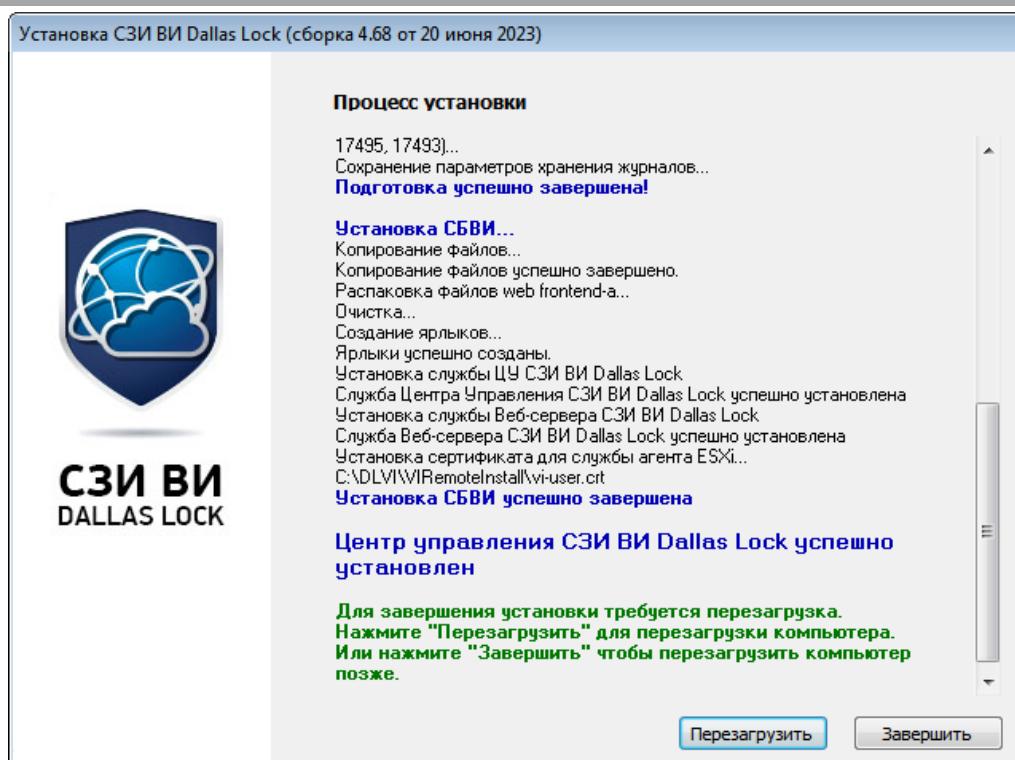 Установка СЗИ ВИ Dallas Lock (сборка 4.68 от 20 июня 2023)
Процесс установки
17495, 17493)...
Сохранение параметров хранения журналов...
Подготовка успешно завершена!
Установка СБВИ...
Копирование файлов...
Копирование файлов успешно завершено.
Распаковка файлов web frontend-а...
Очистка...
Создание ярлыков...
Ярлыки успешно созданы.
Установка службы ЦУ СЗИ ВИ Dallas Lock
Служба Центра Управления СЗИ ВИ Dallas Lock успешно установлена
Установка службы Веб-сервера СЗИ ВИ Dallas Lock
Служба Веб-сервера СЗИ ВИ Dallas Lock успешно установлена
Установка сертификата для службы агента ESXi...
C:\DLVI\VIRemoteInstall\vi-user.crt
Установка СБВИ успешно завершена
Центр управления СЗИ ВИ Dallas Lock успешно
установлен
Для завершения установки требуется перезагрузка.
Нажмите "Перезагрузить" для перезагрузки компьютера.
Или нажмите "Завершить" чтобы перезагрузить компьютер
позже.
СЗИ ВИ
DALLAS LOCK
Перезагрузить
Завершить